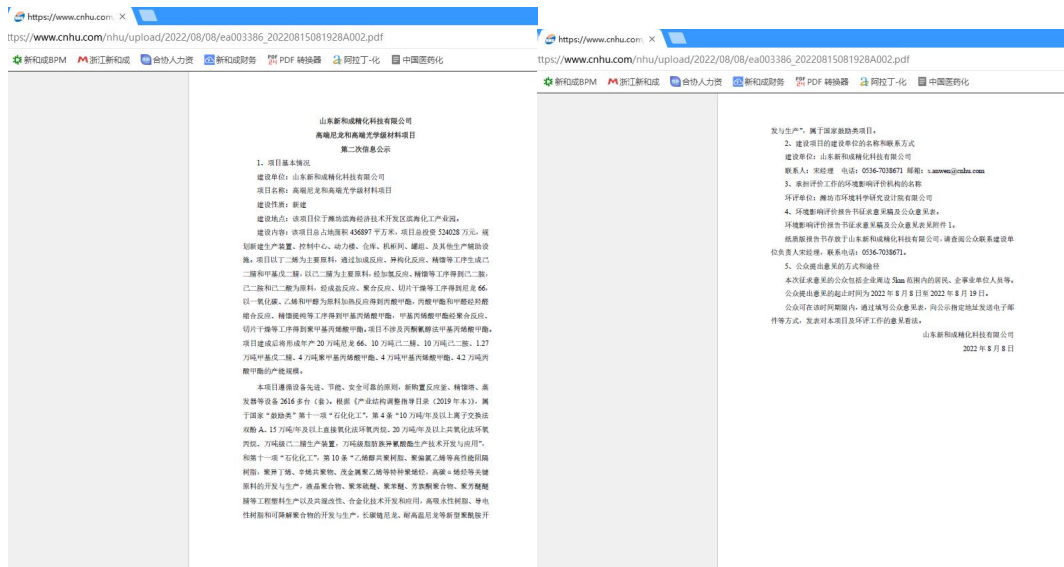 https://www.cnhu.com
ttps://www.cnhu.com/nhu/upload/2022/08/08/ea003386_20220815081928A002.pdf
新和成BPM 浙江新和成 合协人力资 新和成财务 PDF 转换器 阿拉丁-化 中国医药化
山东新和成精化科技有限公司
高端尼龙和高端光学级材料项目
第二次信息公示
1、项目基本情况
建设单位：山东新和成精化科技有限公司
项目名称：高端尼龙和高端光学级材料项目
建设性质：新建
建设地点：该项目位于潍坊滨海经济技术开发区滨海化工产业园。
建设内容：该项目总占地面积 436897 平方米，项目总投资 524028 万元，规
划新建生产装置、控制中心、动力楼、仓库、机柜间、罐组、及其他生产辅助设
施。项目以丁二烯为主要原料，通过加成反应、异构化反应、精馏等工序生成己
二腈和甲基戊二腈，以己二腈为主要原料，经加氢反应、精馏等工序得到己二胺，
己二胺和己二酸为原料，经成盐反应、聚合反应、切片干燥等工序得到尼龙 66，
以一氧化碳、乙烯和甲醇为原料加热反应得到丙酸甲酯，丙酸甲酯和甲醛经羟醛
缩合反应、精馏提纯等工序得到甲基丙烯酸甲酯，甲基丙烯酸甲酯经聚合反应、
切片干燥等工序得到聚甲基丙烯酸甲酯。项目不涉及丙酮氰醇法甲基丙烯酸甲酯。
项目建成后将形成年产 20 万吨尼龙 66、10 万吨己二腈、10 万吨己二胺、1.27
万吨甲基戊二腈、4 万吨聚甲基丙烯酸甲酯、4 万吨甲基丙烯酸甲酯、4.2 万吨丙
酸甲酯的产能规模。
本项目遵循设备先进、节能、安全可靠的原则，新购置反应釜、精馏塔、蒸
发器等设备 2616 多台（套）。根据《产业结构调整指导目录（2019 年本）》，属
于国家“鼓励类”第十一项“石化化工”，第 4 条“10 万吨/年及以上离子交换法
双酚 A、15 万吨/年及以上直接氧化法环氧丙烷、20 万吨/年及以上共氧化法环氧
丙烷、万吨级己二腈生产装置，万吨级脂肪族异氰酸酯生产技术开发与应用”，
和第十一项“石化化工”，第 10 条“乙烯醇共聚树脂、聚偏氯乙烯等高性能阻隔
树脂，聚异丁烯、辛烯共聚物、茂金属聚乙烯等特种聚烯烃，高碳 α 烯烃等关键
原料的开发与生产，液晶聚合物、聚苯硫醚、聚苯醚、芳族酮聚合物、聚芳醚醚
腈等工程塑料生产以及共混改性、合金化技术开发和应用，高吸水性树脂、导电
性树脂和可降解聚合物的开发与生产，长碳链尼龙、耐高温尼龙等新型聚酰胺开
https://www.cnhu.com
ttps://www.cnhu.com/nhu/upload/2022/08/08/ea003386_20220815081928A002.pdf
新和成BPM 浙江新和成 合协人力资 新和成财务 PDF 转换器 阿拉丁-化 中国医药化
发与生产”，属于国家鼓励类项目。
2、建设项目的建设单位的名称和联系方式
建设单位：山东新和成精化科技有限公司
联系人：宋经理 电话：0536-7038671 邮箱：s.anwen@cnhu.com
3、承担评价工作的环境影响评价机构的名称
环评单位：潍坊市环境科学研究设计院有限公司
4、环境影响评价报告书征求意见稿及公众意见表。
环境影响评价报告书征求意见稿及公众意见表见附件 1。
纸质版报告书存放于山东新和成精化科技有限公司，请查阅公众联系建设单
位负责人宋经理，联系电话：0536-7038671。
5、公众提出意见的方式和途径
本次征求意见的公众包括企业周边 5km 范围内的居民、企事业单位人员等。
公众提出意见的起止时间为 2022 年 8 月 8 日至 2022 年 8 月 19 日。
公众可在该时间期限内，通过填写公众意见表，向公示指定地址发送电子邮
件等方式，发表对本项目及环评工作的意见看法。
山东新和成精化科技有限公司
2022 年 8 月 8 日